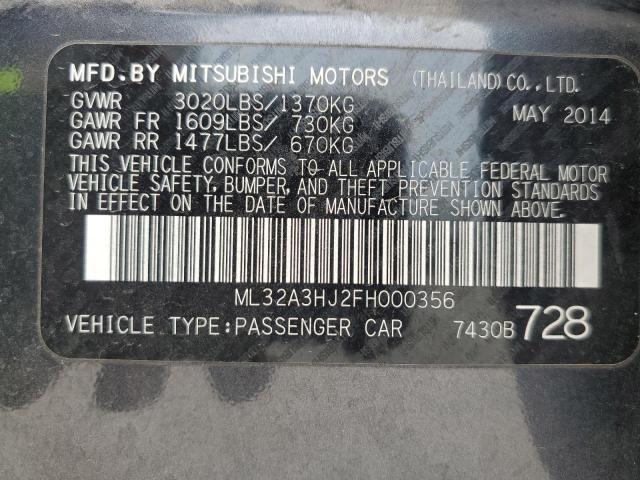 MFD.BY MITSUBISHI MOTORS (THAILAND)CO.,LTD.
GVWR 3020LBS/1370KG MAY 2014
GAWR FR 1609LBS/ 730KG
GAWR RR 1477LBS/ 670KG
THIS VEHICLE CONFORMS TO ALL APPLICABLE FEDERAL MOTOR
VEHICLE SAFETY, BUMPER, AND THEFT PREVENTION STANDARDS
IN EFFECT ON THE DATE OF MANUFACTURE SHOWN ABOVE.
ML32A3HJ2FH000356
VEHICLE TYPE:PASSENGER CAR 7430B 728